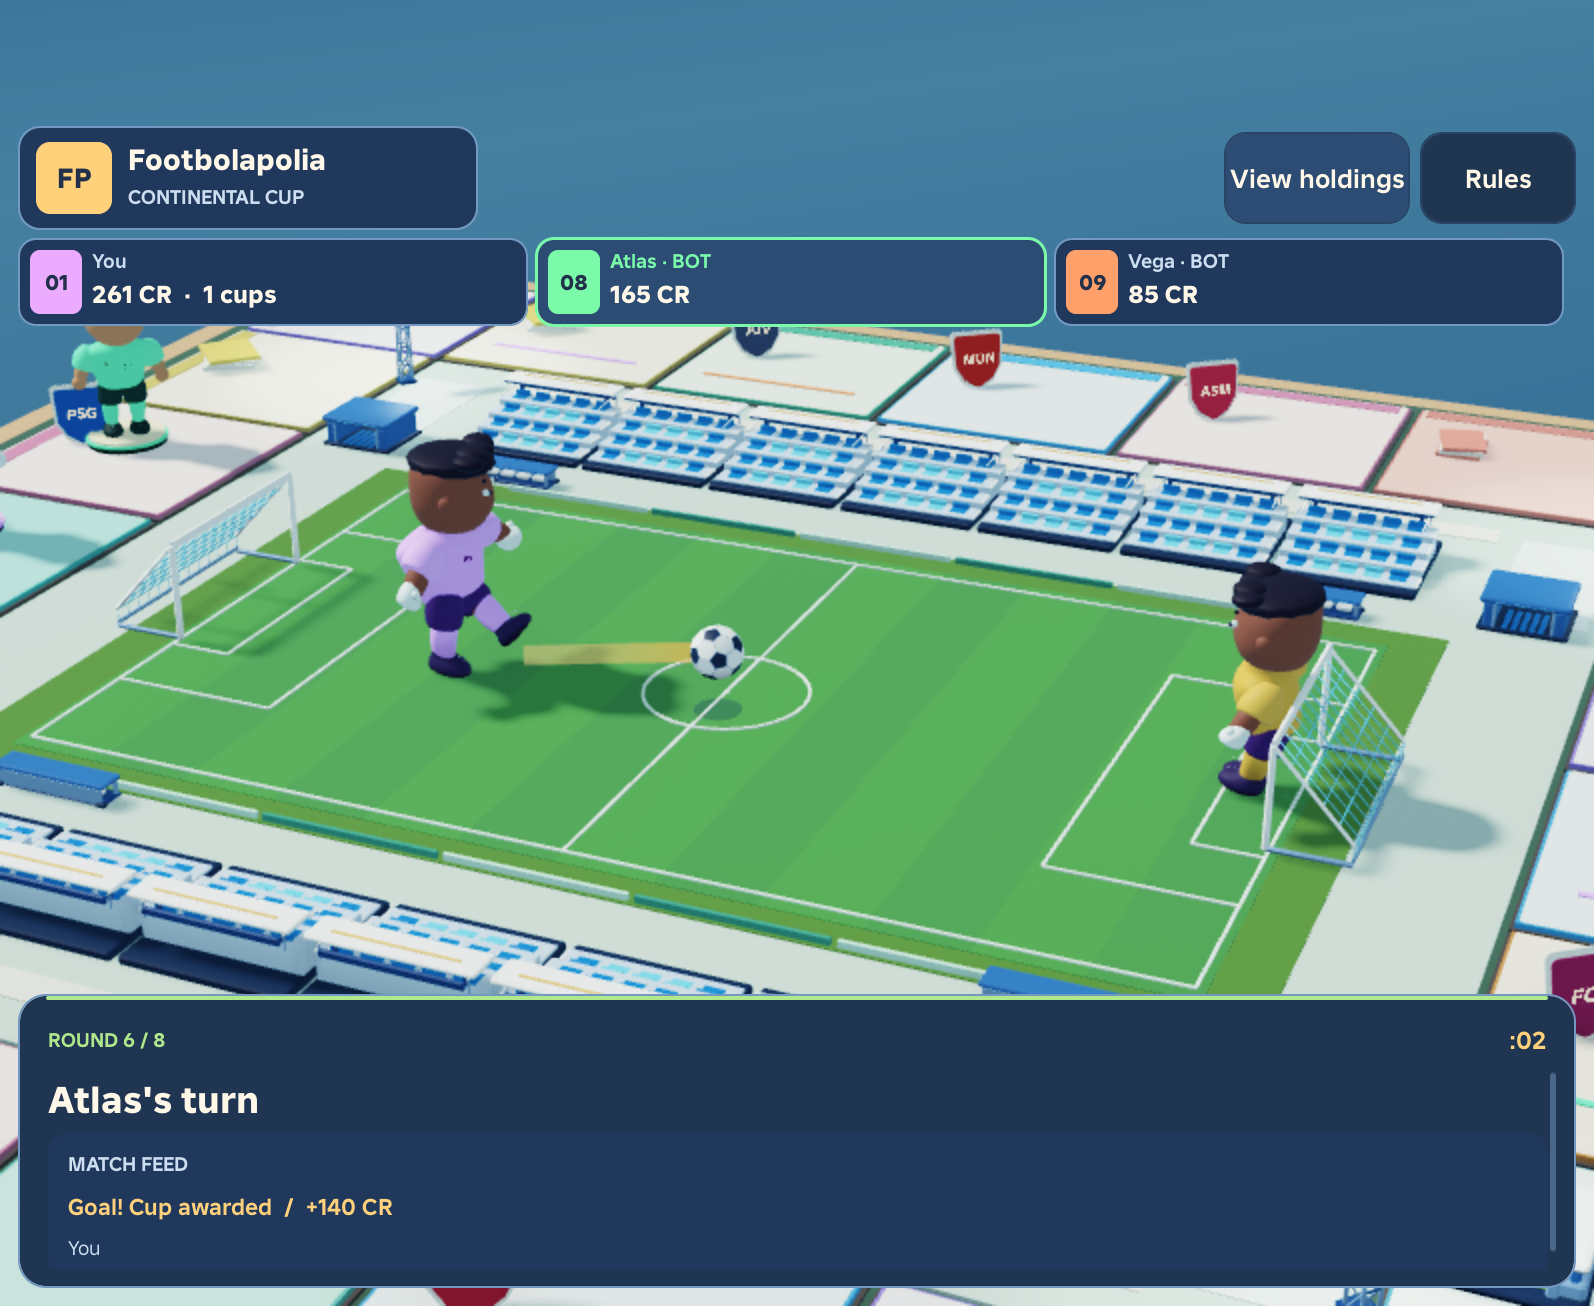 FP
Footbolapolia
CONTINENTAL CUP
View holdings
Rules
01
You
261 CR · 1 cups
08
Atlas · BOT
165 CR
09
Vega · BOT
85 CR
PSG
MUN
ASM
FC
ROUND 6 / 8
:02
Atlas's turn
MATCH FEED
Goal! Cup awarded / +140 CR
You